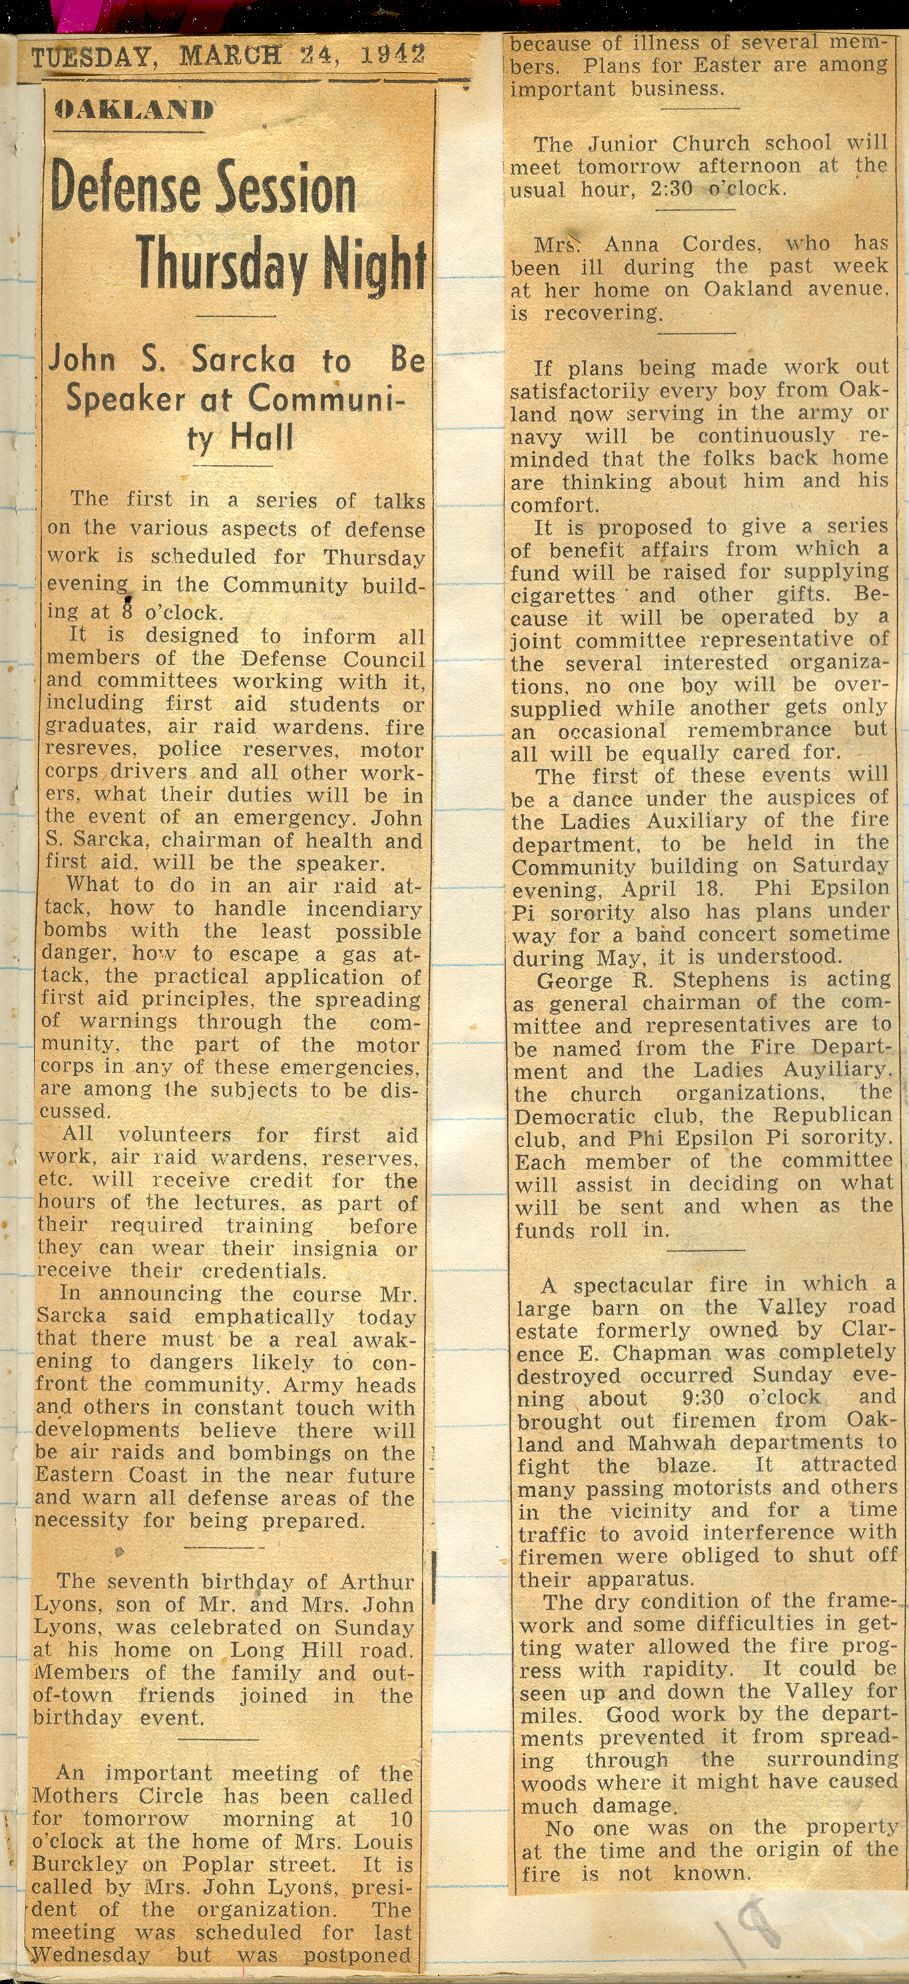 TUESDAY, MARCH 24, 1942
OAKLAND
Defense Session
Thursday Night
John S. Sarcka to Be
Speaker at Communi-
ty Hall
The first in a series of talks
on the various aspects of defense
work is scheduled for Thursday
evening in the Community build-
ing at 8 o'clock.
It is designed to inform all
members of the Defense Council
and committees working with it,
including first aid students or
graduates, air raid wardens, fire
resreves, police reserves, motor
corps drivers and all other work-
ers, what their duties will be in
the event of an emergency. John
S. Sarcka, chairman of health and
first aid, will be the speaker.
What to do in an air raid at-
tack, how to handle incendiary
bombs with the least possible
danger, how to escape a gas at-
tack, the practical application of
first aid principles, the spreading
of warnings through the com-
munity, the part of the motor
corps in any of these emergencies,
are among the subjects to be dis-
cussed.
All volunteers for first aid
work, air raid wardens, reserves,
etc. will receive credit for the
hours of the lectures, as part of
their required training before
they can wear their insignia or
receive their credentials.
In announcing the course Mr.
Sarcka said emphatically today
that there must be a real awak-
ening to dangers likely to con-
front the community. Army heads
and others in constant touch with
developments believe there will
be air raids and bombings on the
Eastern Coast in the near future
and warn all defense areas of the
necessity for being prepared.
The seventh birthday of Arthur
Lyons, son of Mr. and Mrs. John
Lyons, was celebrated on Sunday
at his home on Long Hill road.
Members of the family and out-
of-town friends joined in the
birthday event.
An important meeting of the
Mothers Circle has been called
for tomorrow morning at 10
o'clock at the home of Mrs. Louis
Burckley on Poplar street. It is
called by Mrs. John Lyons, presi-
dent of the organization. The
meeting was scheduled for last
Wednesday but was postponed
because of illness of several mem-
bers. Plans for Easter are among
important business.
The Junior Church school will
meet tomorrow afternoon at the
usual hour, 2:30 o'clock.
Mrs. Anna Cordes, who has
been ill during the past week
at her home on Oakland avenue,
is recovering.
If plans being made work out
satisfactorily every boy from Oak-
land now serving in the army or
navy will be continuously re-
minded that the folks back home
are thinking about him and his
comfort.
It is proposed to give a series
of benefit affairs from which a
fund will be raised for supplying
cigarettes and other gifts. Be-
cause it will be operated by a
joint committee representative of
the several interested organiza-
tions, no one boy will be over-
supplied while another gets only
an occasional remembrance but
all will be equally cared for.
The first of these events will
be a dance under the auspices of
the Ladies Auxiliary of the fire
department, to be held in the
Community building on Saturday
evening, April 18. Phi Epsilon
Pi sorority also has plans under
way for a band concert sometime
during May, it is understood.
George R. Stephens is acting
as general chairman of the com-
mittee and representatives are to
be named from the Fire Depart-
ment and the Ladies Auyiliary,
the church organizations, the
Democratic club, the Republican
club, and Phi Epsilon Pi sorority.
Each member of the committee
will assist in deciding on what
will be sent and when as the
funds roll in.
A spectacular fire in which a
large barn on the Valley road
estate formerly owned by Clar-
ence E. Chapman was completely
destroyed occurred Sunday eve-
ning about 9:30 o'clock and
brought out firemen from Oak-
land and Mahwah departments to
fight the blaze. It attracted
many passing motorists and others
in the vicinity and for a time
traffic to avoid interference with
firemen were obliged to shut off
their apparatus.
The dry condition of the frame-
work and some difficulties in get-
ting water allowed the fire prog-
ress with rapidity. It could be
seen up and down the Valley for
miles. Good work by the depart-
ments prevented it from spread-
ing through the surrounding
woods where it might have caused
much damage.
No one was on the property
at the time and the origin of the
fire is not known.
18